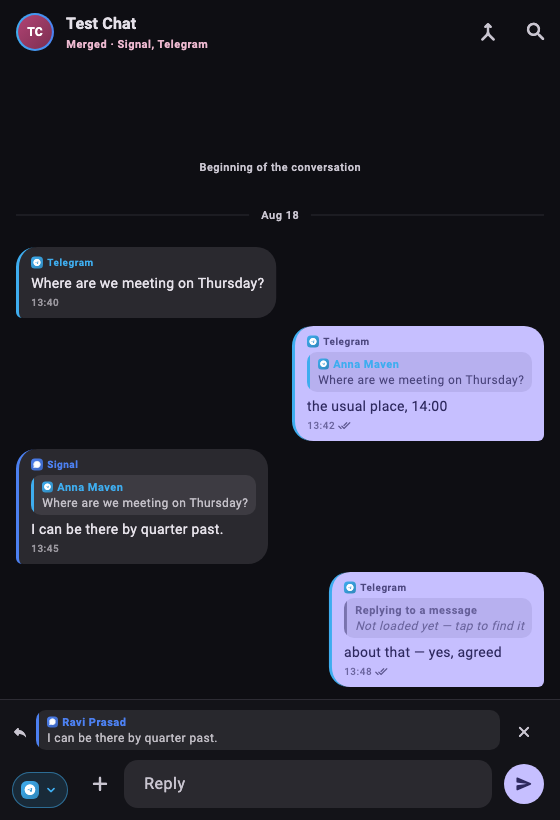 TC
Test Chat
Merged · Signal, Telegram
Beginning of the conversation
Aug 18
Telegram
Where are we meeting on Thursday?
13:40
Telegram
Anna Maven
Where are we meeting on Thursday?
the usual place, 14:00
13:42
Signal
Anna Maven
Where are we meeting on Thursday?
I can be there by quarter past.
13:45
Telegram
Replying to a message
Not loaded yet — tap to find it
about that — yes, agreed
13:48
Ravi Prasad
I can be there by quarter past.
Reply